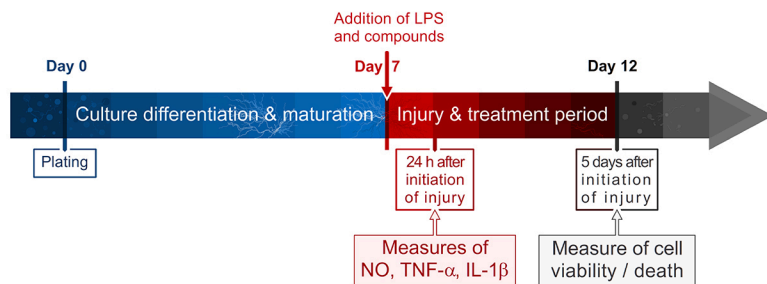 Addition of LPS
and compounds
Day 0
Day 7
Day 12
Culture differentiation & maturation
Injury & treatment period
Plating
24 h after
initiation
of injury
5 days after
initiation
of injury
Measures of
NO, TNF-α, IL-1β
Measure of cell
viability / death